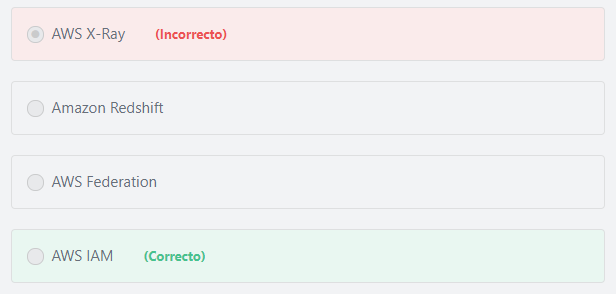 AWS X-Ray (Incorrecto)
Amazon Redshift
AWS Federation
AWS IAM (Correcto)